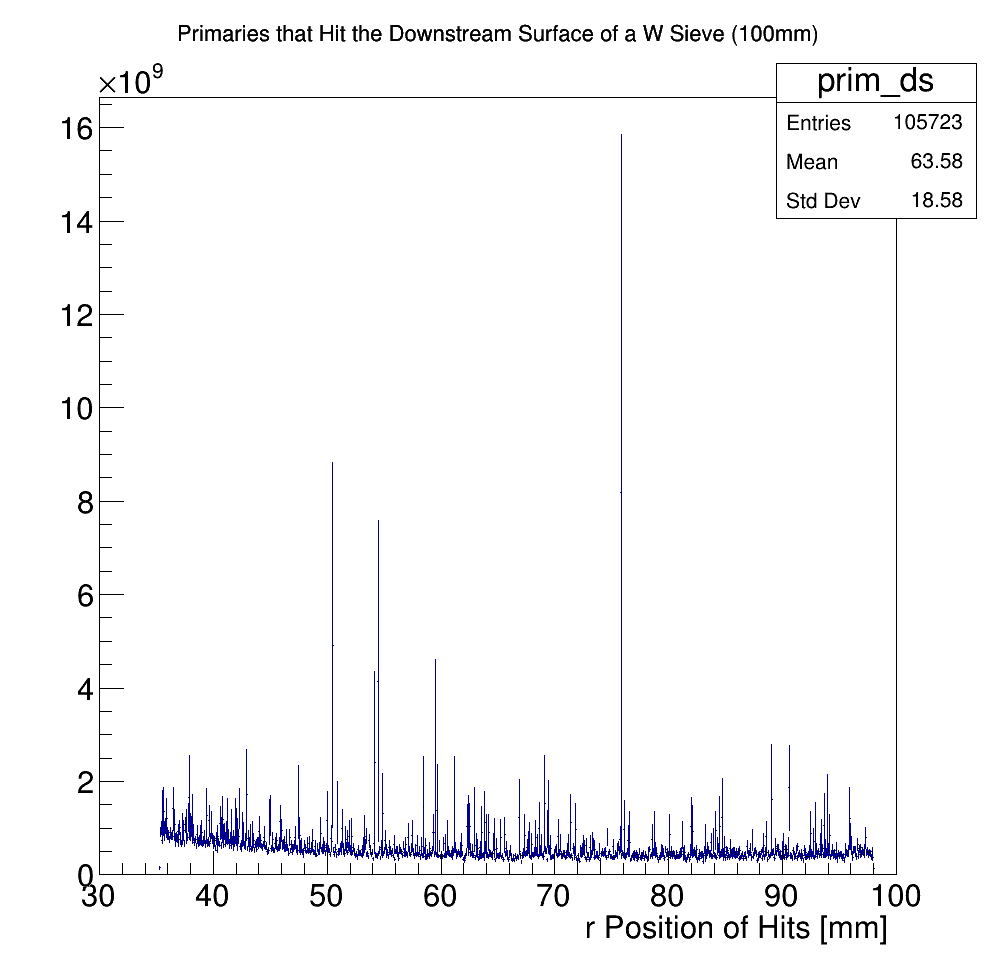 Primaries that Hit the Downstream Surface of a W Sieve (100mm)
×10⁹
prim_ds
Entries 105723
Mean 63.58
Std Dev 18.58
16
14
12
10
8
6
4
2
0
30 40 50 60 70 80 90 100
r Position of Hits [mm]